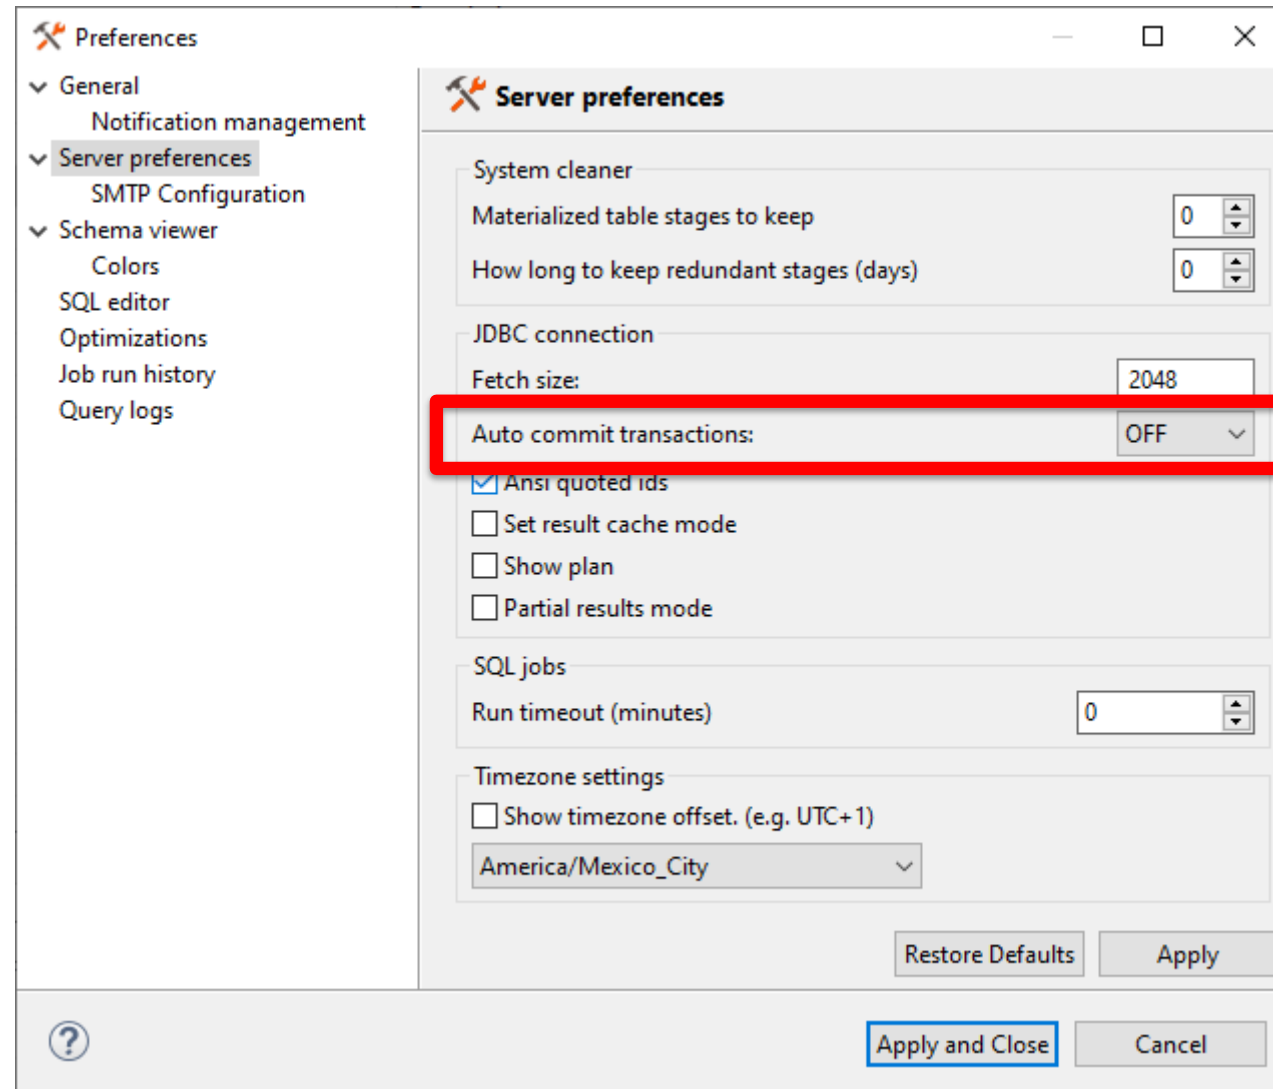 Preferences
General
Notification management
Server preferences
SMTP Configuration
Schema viewer
Colors
SQL editor
Optimizations
Job run history
Query logs
Server preferences
System cleaner
Materialized table stages to keep 0
How long to keep redundant stages (days) 0
JDBC connection
Fetch size: 2048
Auto commit transactions: OFF
Ansi quoted ids
Set result cache mode
Show plan
Partial results mode
SQL jobs
Run timeout (minutes) 0
Timezone settings
Show timezone offset. (e.g. UTC+1)
America/Mexico_City
Restore Defaults Apply
? Apply and Close Cancel